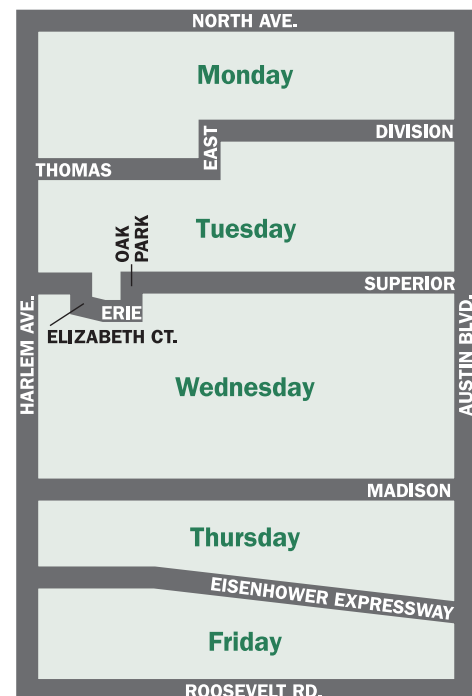 NORTH AVE.
Monday
DIVISION
EAST
THOMAS
OAK
PARK
Tuesday
SUPERIOR
ERIE
ELIZABETH CT.
HARLEM AVE.
AUSTIN BLVD.
Wednesday
MADISON
Thursday
EISENHOWER EXPRESSWAY
Friday
ROOSEVELT RD.